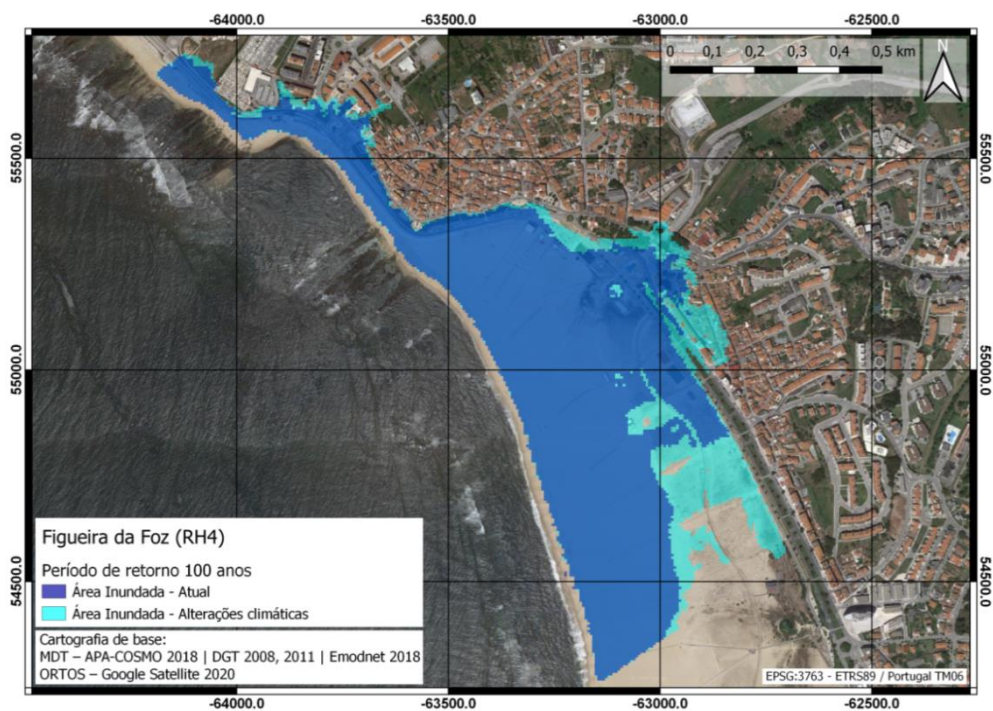 -64000.0 -63500.0 -63000.0 -62500.0
0 0,1 0,2 0,3 0,4 0,5 km
N
55500.0 55500.0
55000.0 55000.0
54500.0 54500.0
Figueira da Foz (RH4)
Período de retorno 100 anos
Área Inundada - Atual
Área Inundada - Alterações climáticas
Cartografia de base:
MDT – APA-COSMO 2018 | DGT 2008, 2011 | Emodnet 2018
ORTOS – Google Satellite 2020
EPSG:3763 - ETRS89 / Portugal TM06
-64000.0 -63500.0 -63000.0 -62500.0